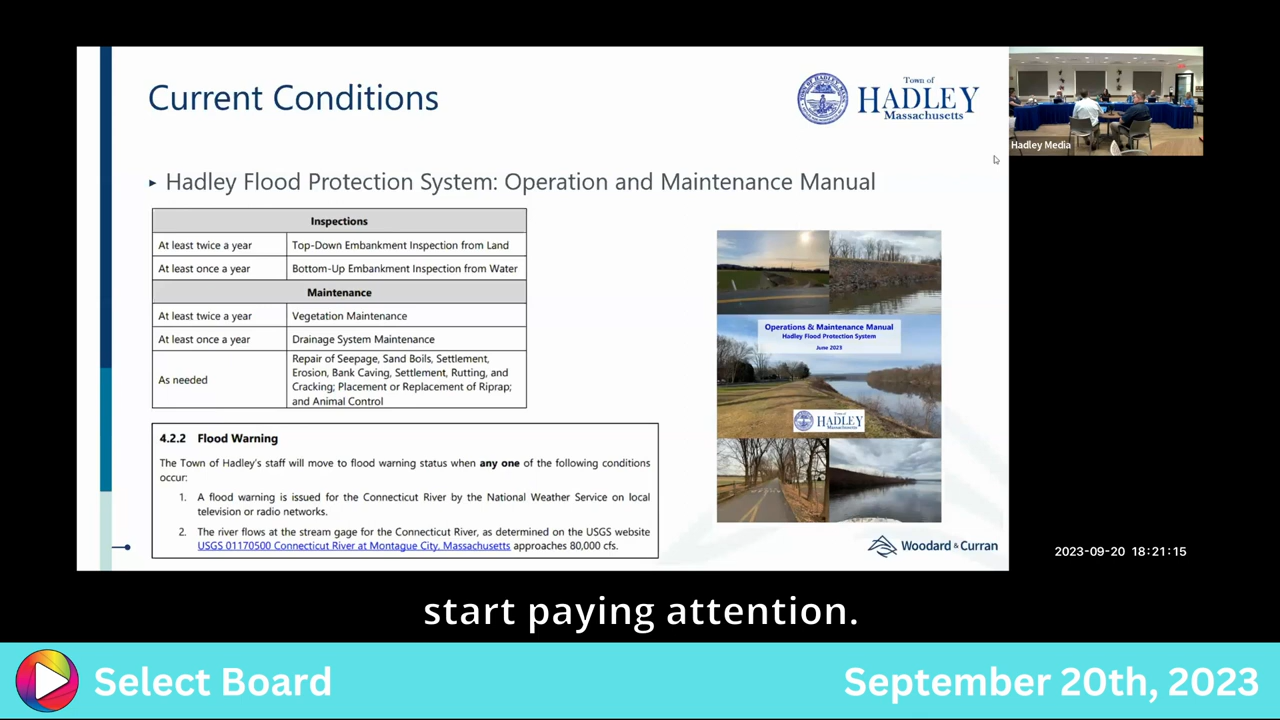 Current Conditions
Town of
HADLEY
Massachusetts
Hadley Media
▸ Hadley Flood Protection System: Operation and Maintenance Manual
Inspections
At least twice a year Top-Down Embankment Inspection from Land
At least once a year Bottom-Up Embankment Inspection from Water
Maintenance
At least twice a year Vegetation Maintenance
At least once a year Drainage System Maintenance
As needed Repair of Seepage, Sand Boils, Settlement,
Erosion, Bank Caving, Settlement, Rutting, and
Cracking; Placement or Replacement of Riprap;
and Animal Control
Operations & Maintenance Manual
Hadley Flood Protection System
June 2023
Town of
HADLEY
Massachusetts
4.2.2 Flood Warning
The Town of Hadley's staff will move to flood warning status when any one of the following conditions
occur:
1. A flood warning is issued for the Connecticut River by the National Weather Service on local
television or radio networks.
2. The river flows at the stream gage for the Connecticut River, as determined on the USGS website
USGS 01170500 Connecticut River at Montague City, Massachusetts approaches 80,000 cfs.
Woodard & Curran
2023-09-20 18:21:15
start paying attention.
Select Board
September 20th, 2023